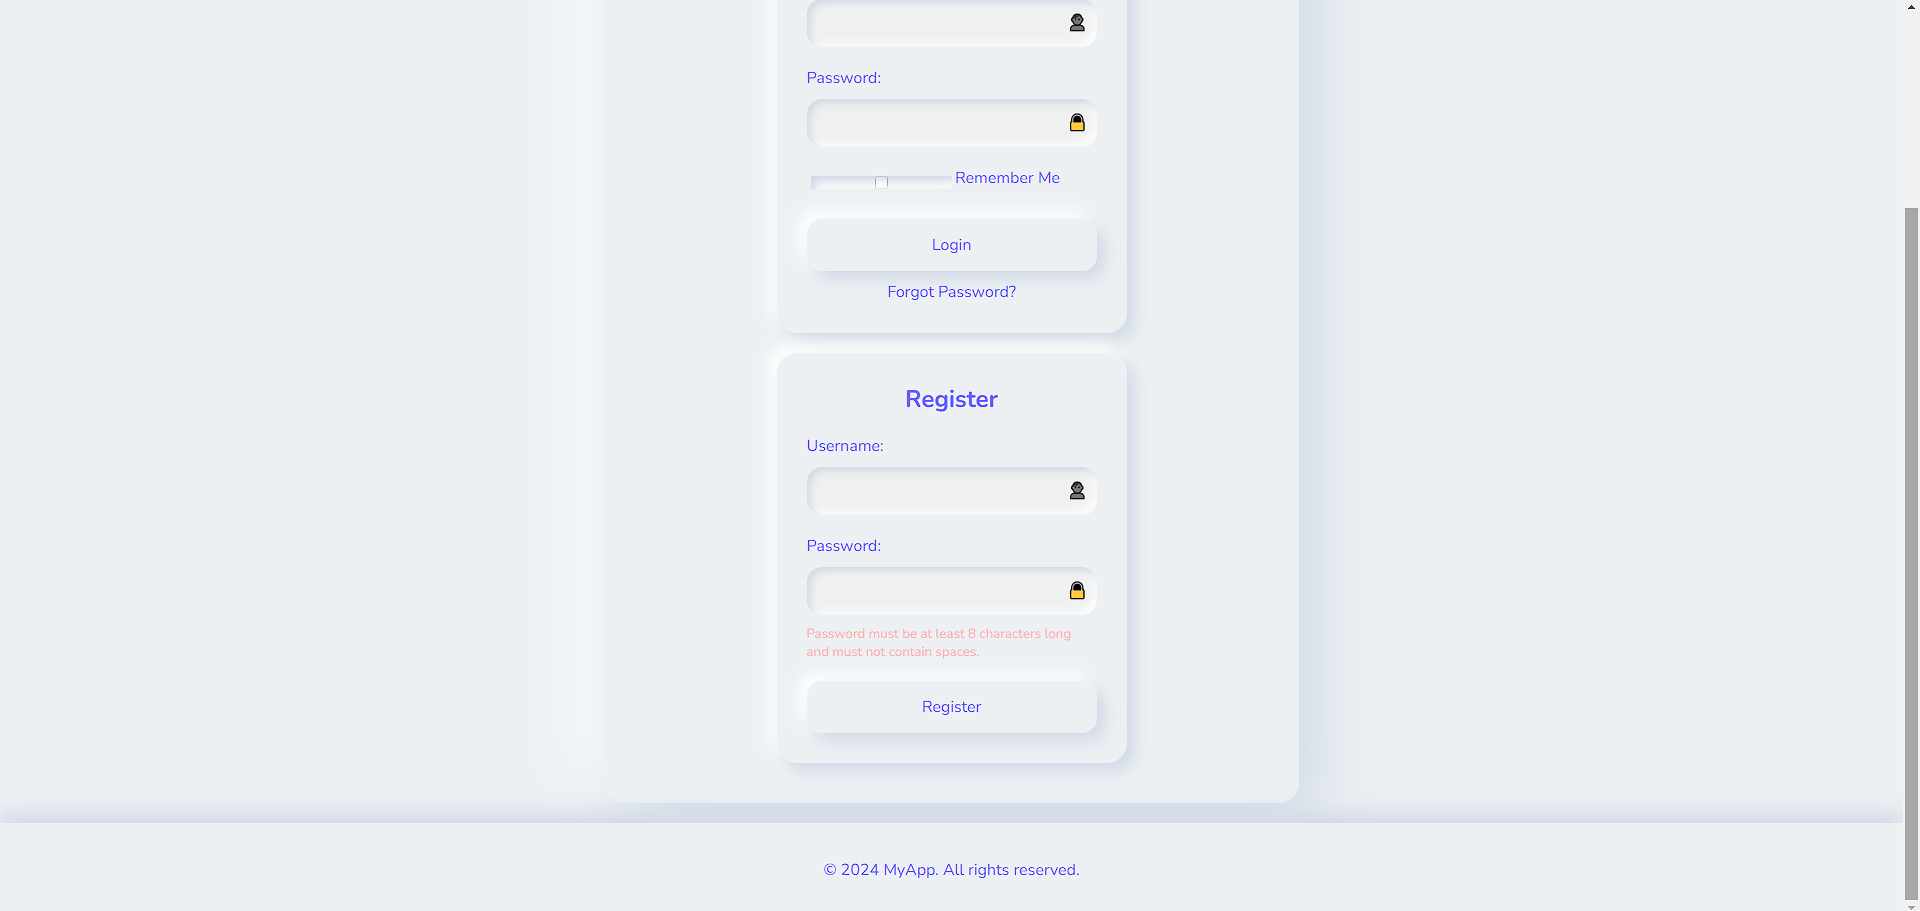 Password:
Remember Me
Login
Forgot Password?
Register
Username:
Password:
Password must be at least 8 characters long
and must not contain spaces.
Register
© 2024 MyApp. All rights reserved.